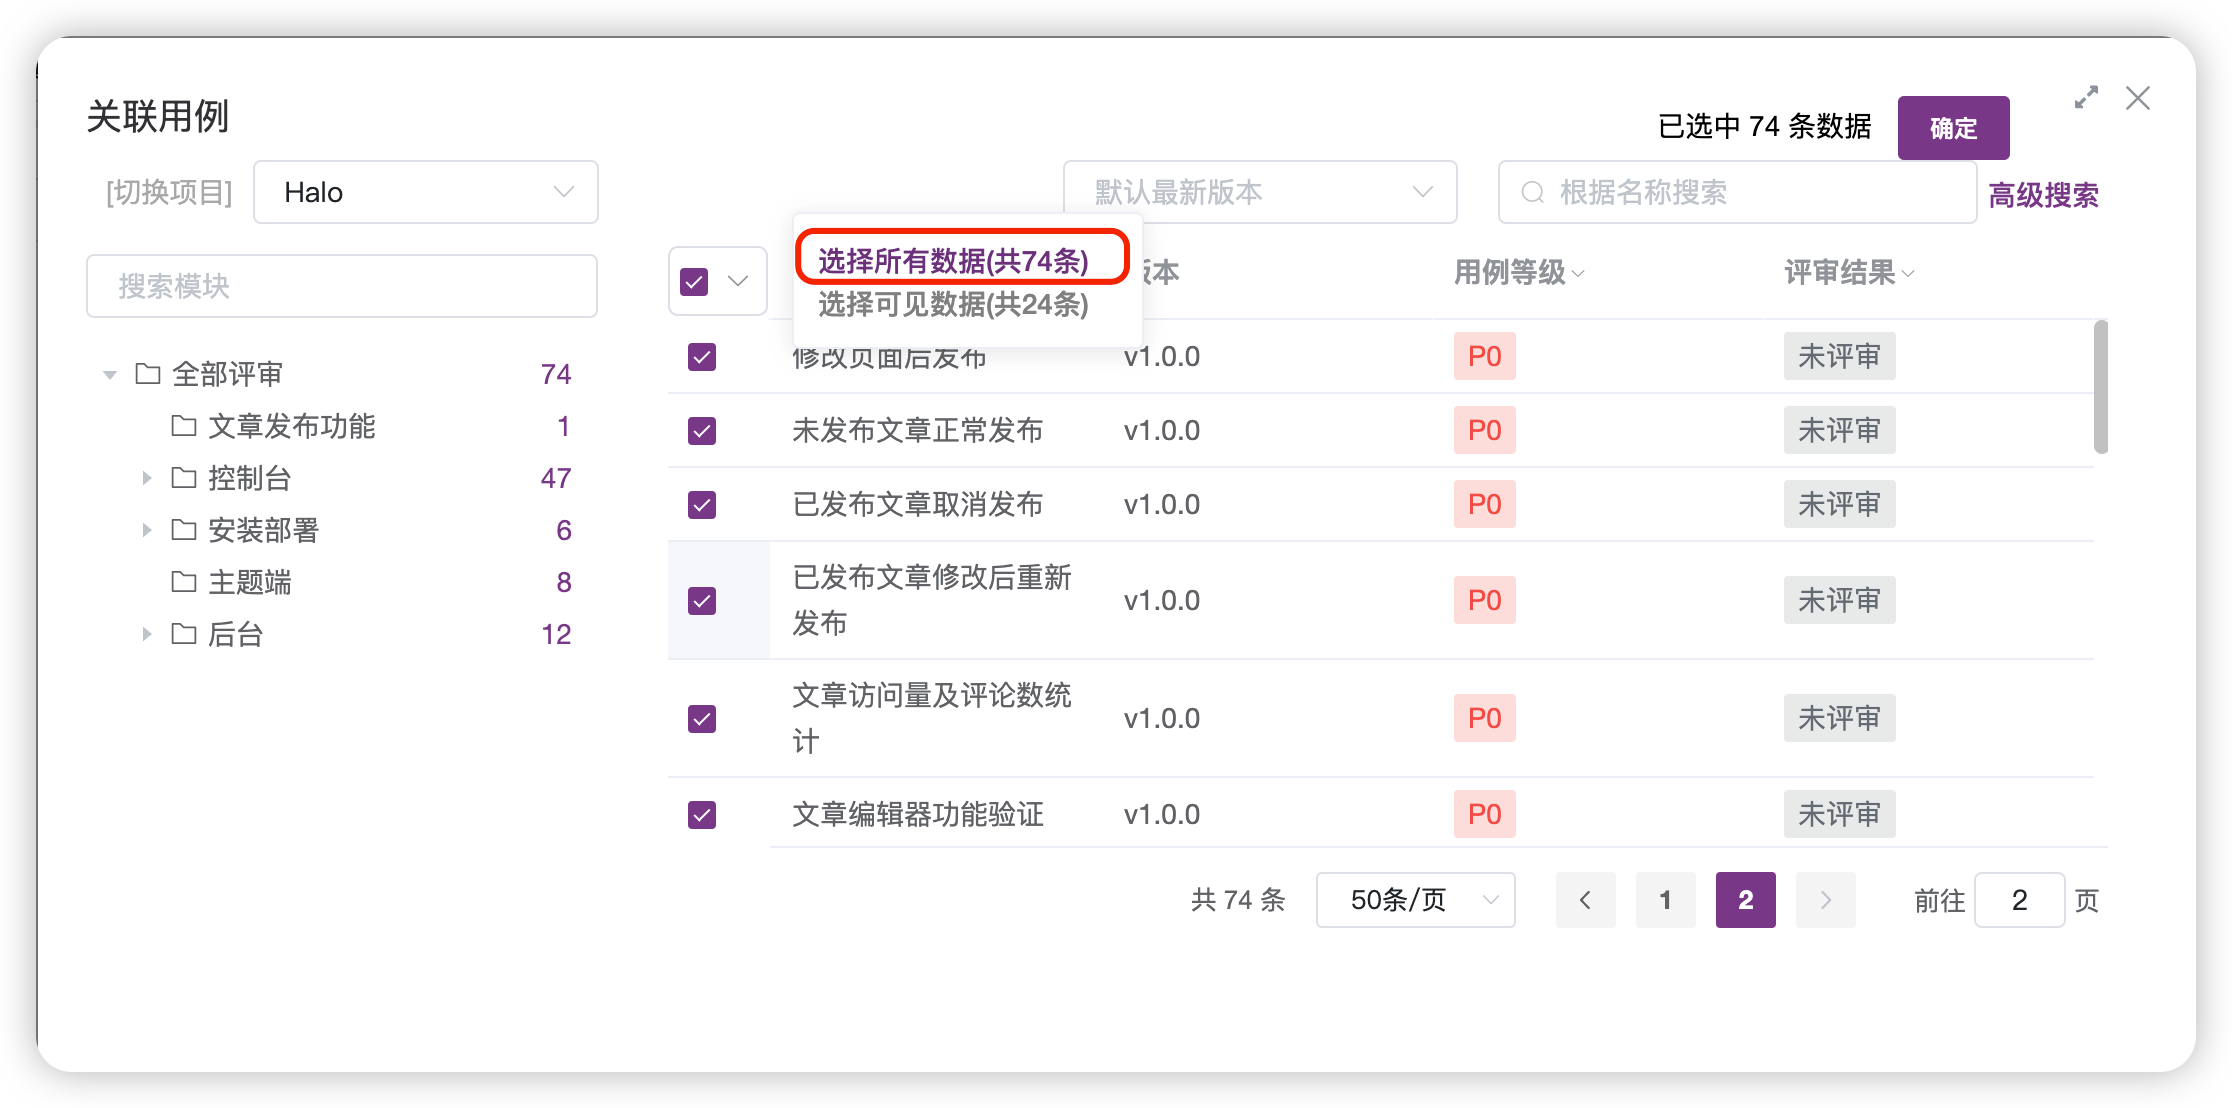 关联用例
已选中 74 条数据
确定
[切换项目]
Halo
默认最新版本
根据名称搜索
高级搜索
搜索模块
选择所有数据(共74条)
选择可见数据(共24条)
本
用例等级
评审结果
全部评审 74
文章发布功能 1
控制台 47
安装部署 6
主题端 8
后台 12
修改页面后发布 v1.0.0 P0 未评审
未发布文章正常发布 v1.0.0 P0 未评审
已发布文章取消发布 v1.0.0 P0 未评审
已发布文章修改后重新
发布 v1.0.0 P0 未评审
文章访问量及评论数统
计 v1.0.0 P0 未评审
文章编辑器功能验证 v1.0.0 P0 未评审
共 74 条
50条/页
1
2
前往 2 页